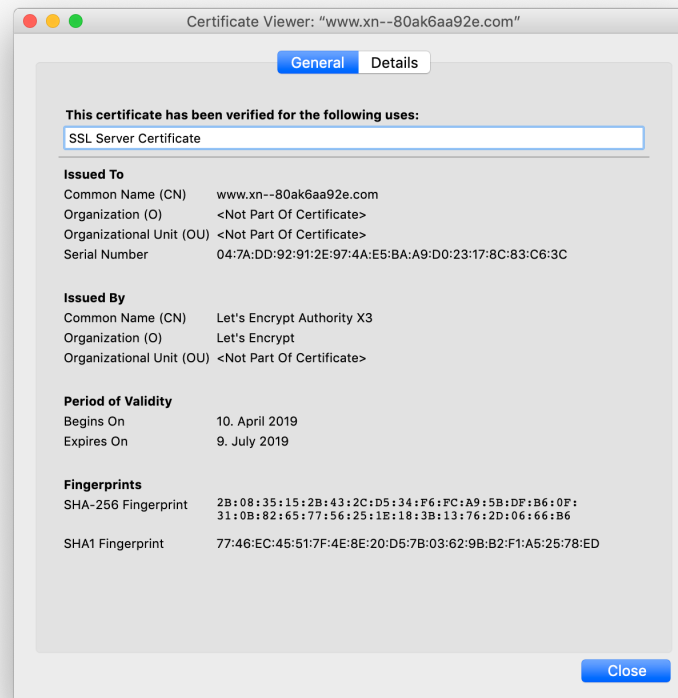 Certificate Viewer: “www.xn--80ak6aa92e.com”
General Details
This certificate has been verified for the following uses:
SSL Server Certificate
Issued To
Common Name (CN) www.xn--80ak6aa92e.com
Organization (O) <Not Part Of Certificate>
Organizational Unit (OU) <Not Part Of Certificate>
Serial Number 04:7A:DD:92:91:2E:97:4A:E5:BA:A9:D0:23:17:8C:83:C6:3C
Issued By
Common Name (CN) Let's Encrypt Authority X3
Organization (O) Let's Encrypt
Organizational Unit (OU) <Not Part Of Certificate>
Period of Validity
Begins On 10. April 2019
Expires On 9. July 2019
Fingerprints
SHA-256 Fingerprint 2B:08:35:15:2B:43:2C:D5:34:F6:FC:A9:5B:DF:B6:0F:
31:0B:82:65:77:56:25:1E:18:3B:13:76:2D:06:66:B6
SHA1 Fingerprint 77:46:EC:45:51:7F:4E:8E:20:D5:7B:03:62:9B:B2:F1:A5:25:78:ED
Close